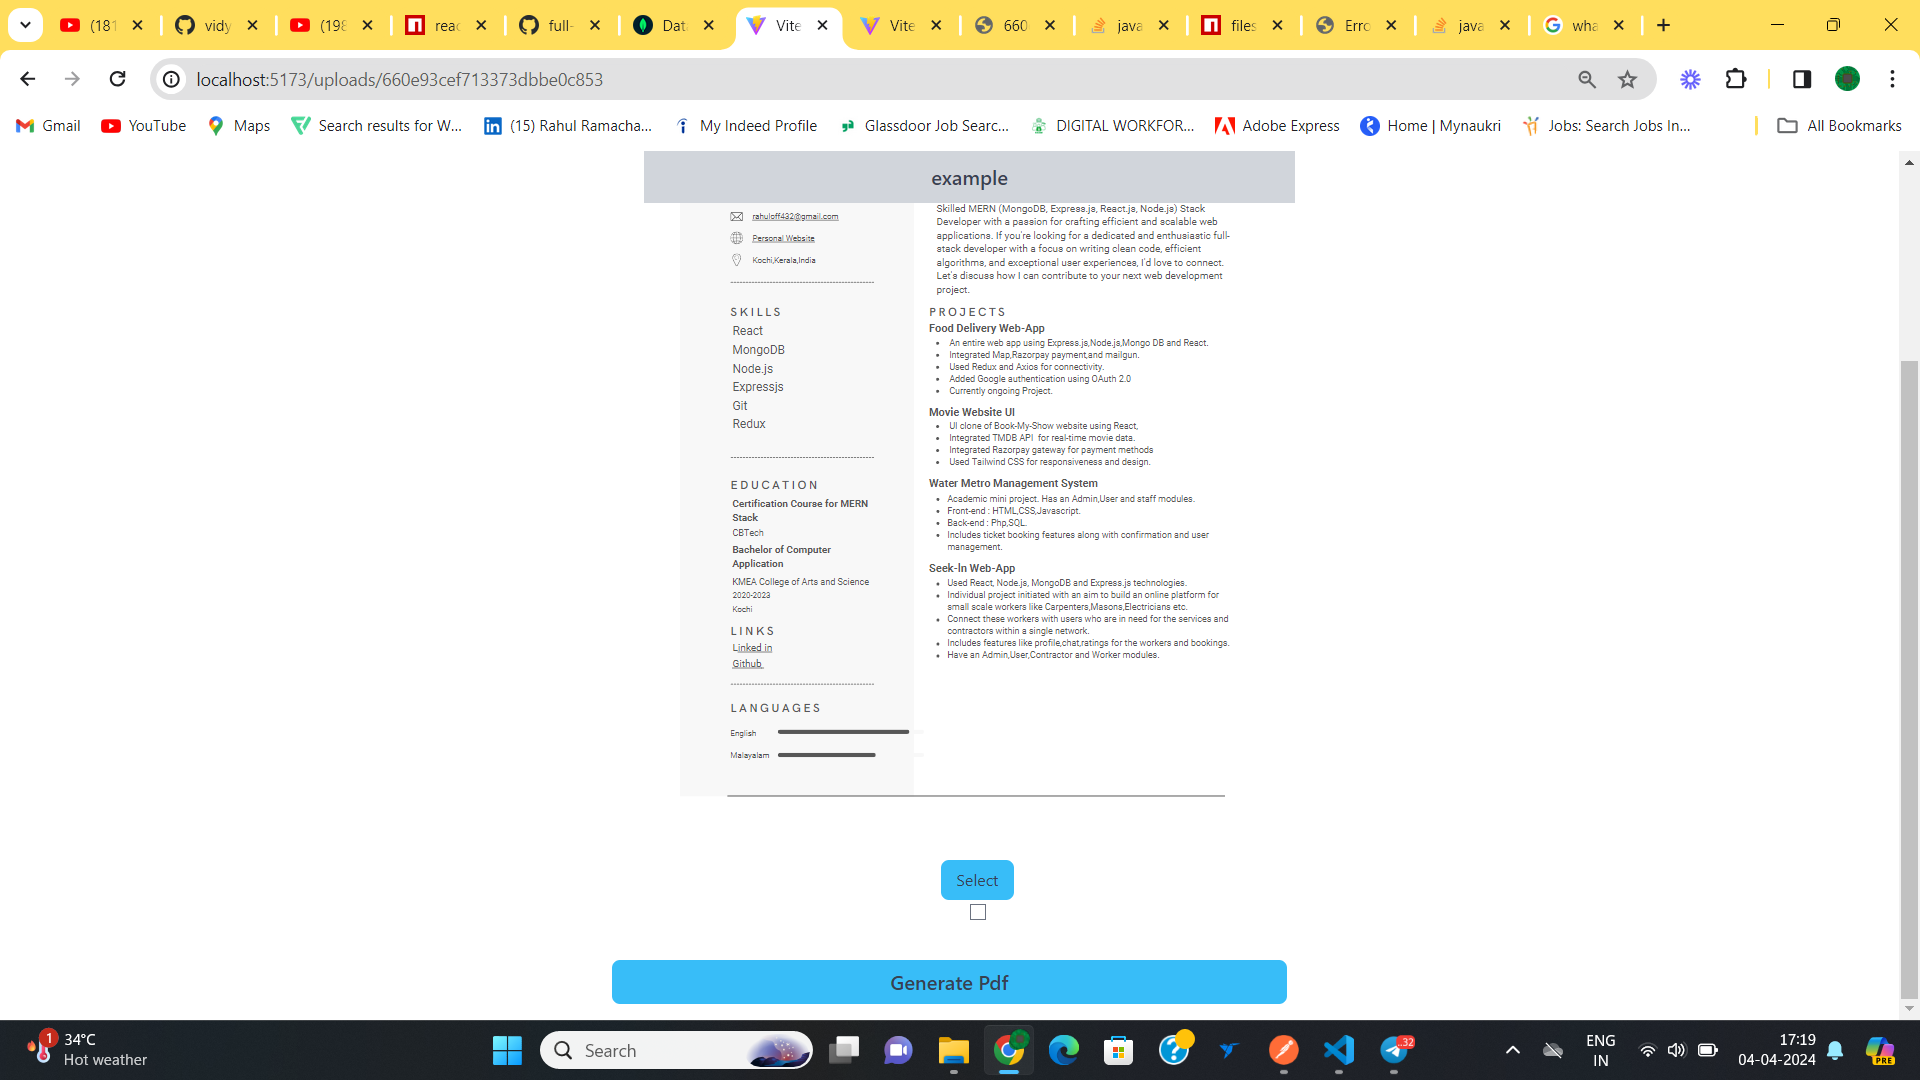 (181
vidy
(198
reac
full-
Data
Vite
Vite
660
java
files
Erro
java
wha
localhost:5173/uploads/660e93cef713373dbbe0c853
Gmail
YouTube
Maps
Search results for W...
(15) Rahul Ramacha...
My Indeed Profile
Glassdoor Job Searc...
DIGITAL WORKFOR...
Adobe Express
Home | Mynaukri
Jobs: Search Jobs In...
All Bookmarks
example
rahuloff432@gmail.com
Personal Website
Kochi,Kerala,India
SKILLS
React
MongoDB
Node.js
Expressjs
Git
Redux
EDUCATION
Certification Course for MERN
Stack
CBTech
Bachelor of Computer
Application
KMEA College of Arts and Science
2020-2023
Kochi
LINKS
Linked in
Github
LANGUAGES
English
Malayalam
Skilled MERN (MongoDB, Express.js, React.js, Node.js) Stack
Developer with a passion for crafting efficient and scalable web
applications. If you're looking for a dedicated and enthusiastic full-
stack developer with a focus on writing clean code, efficient
algorithms, and exceptional user experiences, I'd love to connect.
Let's discuss how I can contribute to your next web development
project.
PROJECTS
Food Delivery Web-App
• An entire web app using Express.js,Node.js,Mongo DB and React.
• Integrated Map,Razorpay payment,and mailgun.
• Used Redux and Axios for connectivity.
• Added Google authentication using OAuth 2.0
• Currently ongoing Project.
Movie Website UI
• UI clone of Book-My-Show website using React,
• Integrated TMDB API for real-time movie data.
• Integrated Razorpay gateway for payment methods
• Used Tailwind CSS for responsiveness and design.
Water Metro Management System
• Academic mini project. Has an Admin,User and staff modules.
• Front-end : HTML,CSS,Javascript.
• Back-end : Php,SQL.
• Includes ticket booking features along with confirmation and user
management.
Seek-In Web-App
• Used React, Node.js, MongoDB and Express.js technologies.
• Individual project initiated with an aim to build an online platform for
small scale workers like Carpenters,Masons,Electricians etc.
• Connect these workers with users who are in need for the services and
contractors within a single network.
• Includes features like profile,chat,ratings for the workers and bookings.
• Have an Admin,User,Contractor and Worker modules.
Select
Generate Pdf
1
34°C
Hot weather
Search
.32
ENG
IN
17:19
04-04-2024
PRE